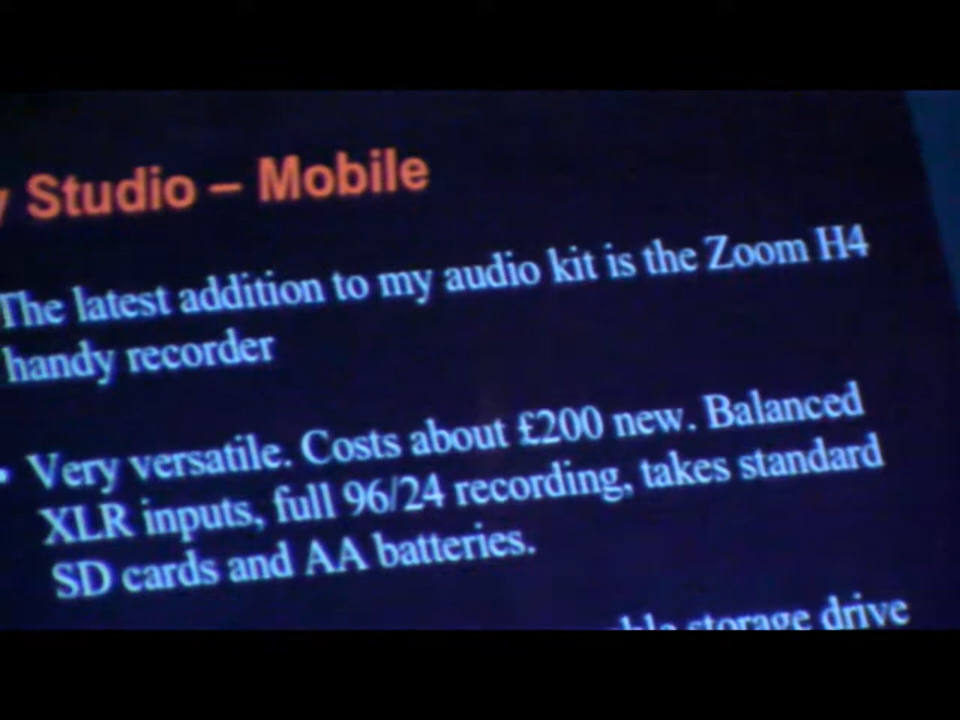 Studio – Mobile
The latest addition to my audio kit is the Zoom H4
handy recorder
• Very versatile. Costs about £200 new. Balanced
XLR inputs, full 96/24 recording, takes standard
SD cards and AA batteries.
storage drive